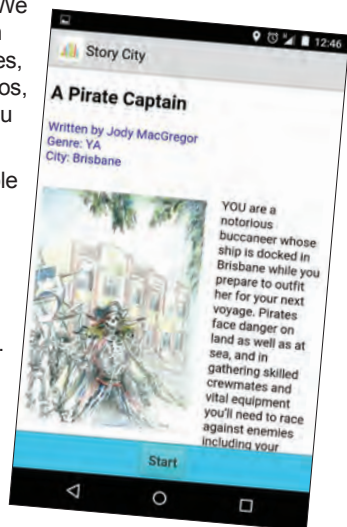 We
es,
os,
u
le
12:46
Story City
A Pirate Captain
Written by Jody MacGregor
Genre: YA
City: Brisbane
YOU are a
notorious
buccaneer whose
ship is docked in
Brisbane while you
prepare to outfit
her for your next
voyage. Pirates
face danger on
land as well as at
sea, and in
gathering skilled
crewmates and
vital equipment
you'll need to race
against enemies
including your
Start